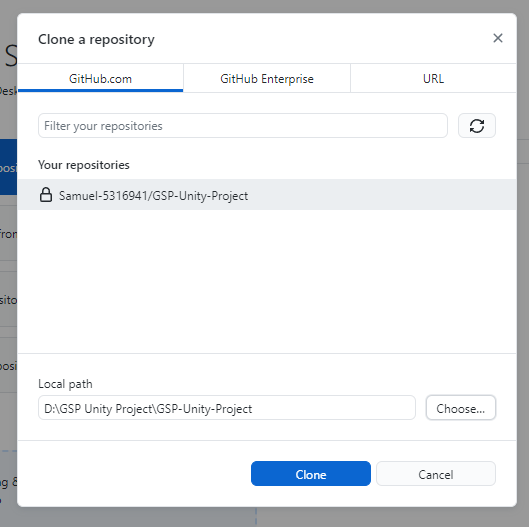 Clone a repository
GitHub.com
GitHub Enterprise
URL
Filter your repositories
Your repositories
Samuel-5316941/GSP-Unity-Project
Local path
D:\GSP Unity Project\GSP-Unity-Project
Choose...
Clone
Cancel